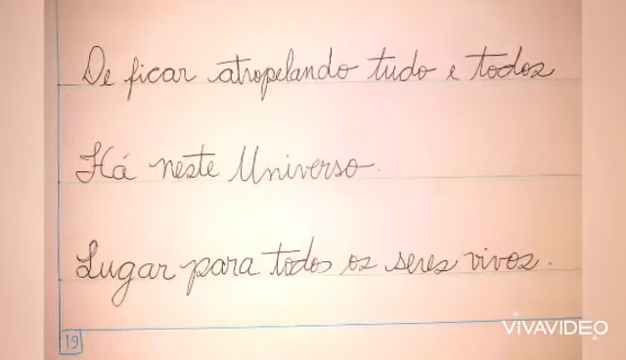 De ficar atropelando tudo e todos
Há neste Universo.
Lugar para todos os seres vivos.
19
VIVAVIDEO